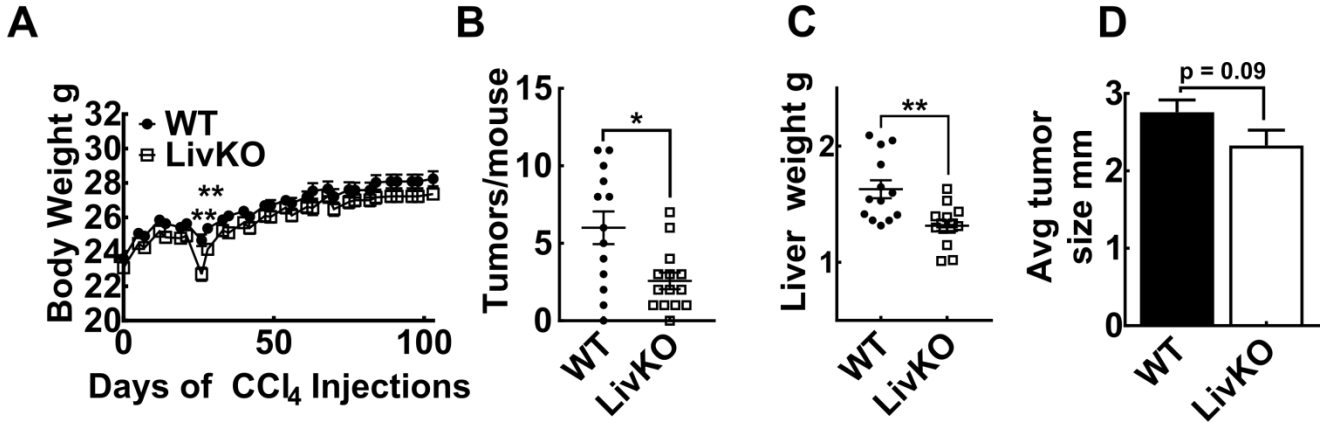 A
Body Weight g
32
30
28
26
24
22
20
WT
LivKO
**
**
0
50
100
Days of CCl4 Injections
B
Tumors/mouse
15
10
5
0
*
WT
LivKO
C
Liver weight g
2
1
**
WT
LivKO
D
Avg tumor
size mm
p = 0.09
3
2
1
0
WT
LivKO